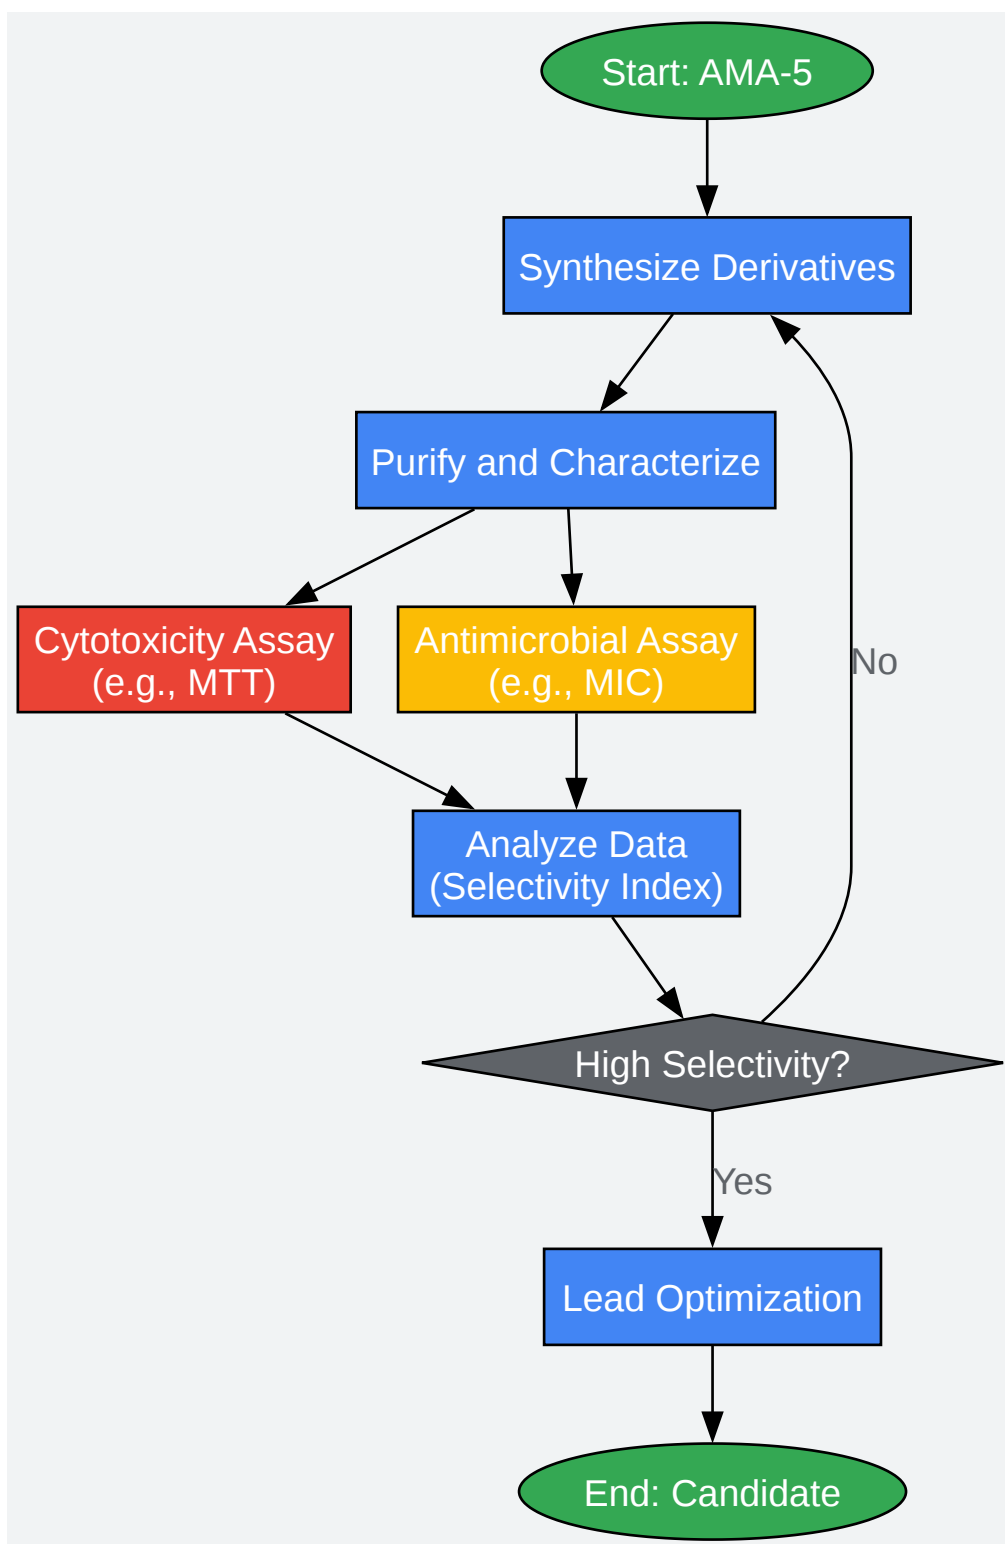 Start: AMA-5
Synthesize Derivatives
Purify and Characterize
Cytotoxicity Assay
(e.g., MTT)
Antimicrobial Assay
(e.g., MIC)
No
Analyze Data
(Selectivity Index)
High Selectivity?
Yes
Lead Optimization
End: Candidate